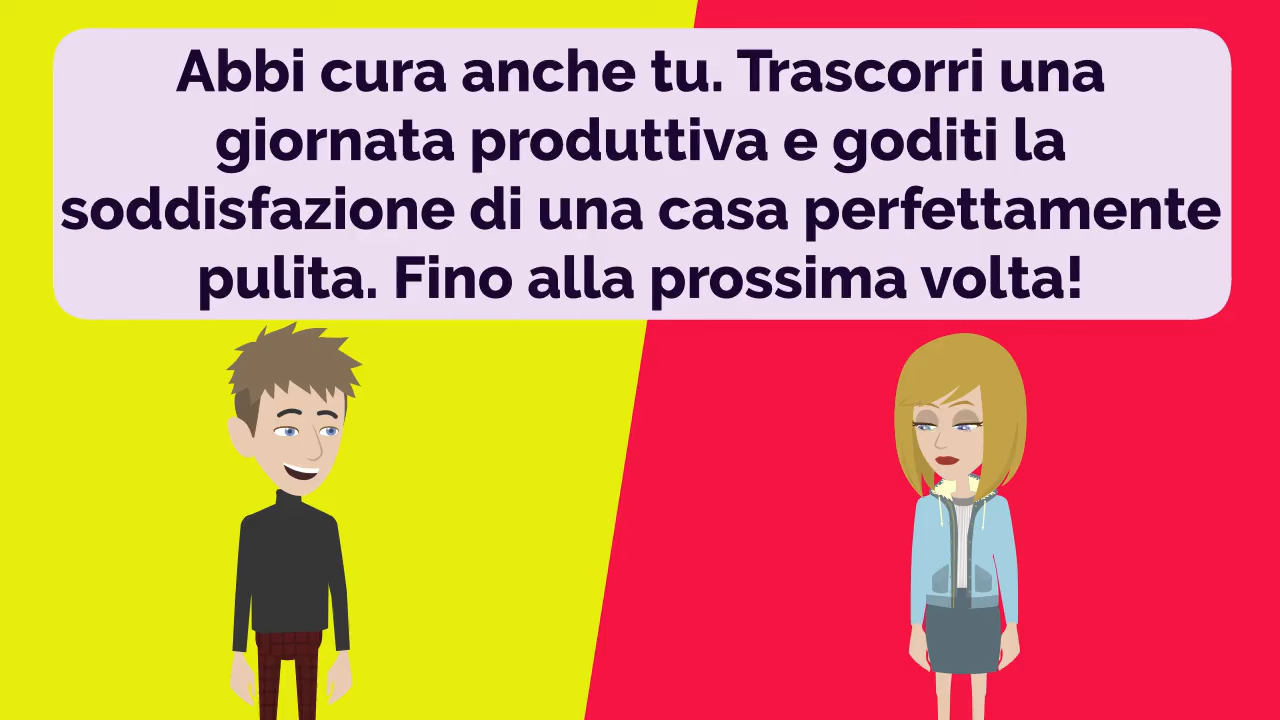 Abbi cura anche tu. Trascorri una
giornata produttiva e goditi la
soddisfazione di una casa perfettamente
pulita. Fino alla prossima volta!